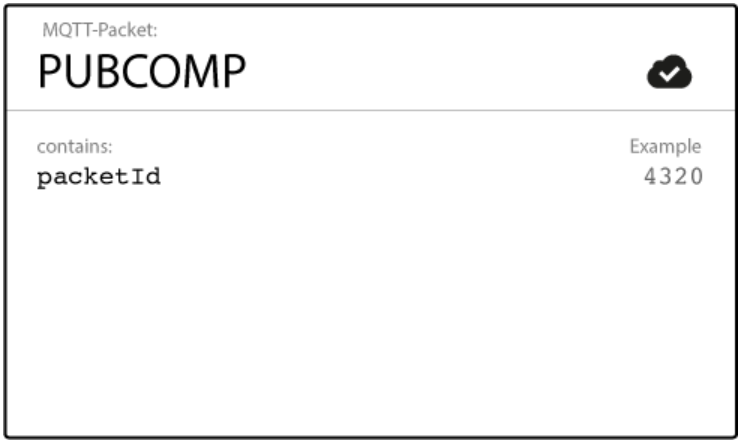 MQTT-Packet:
PUBCOMP
contains:
Example
packetId
4320